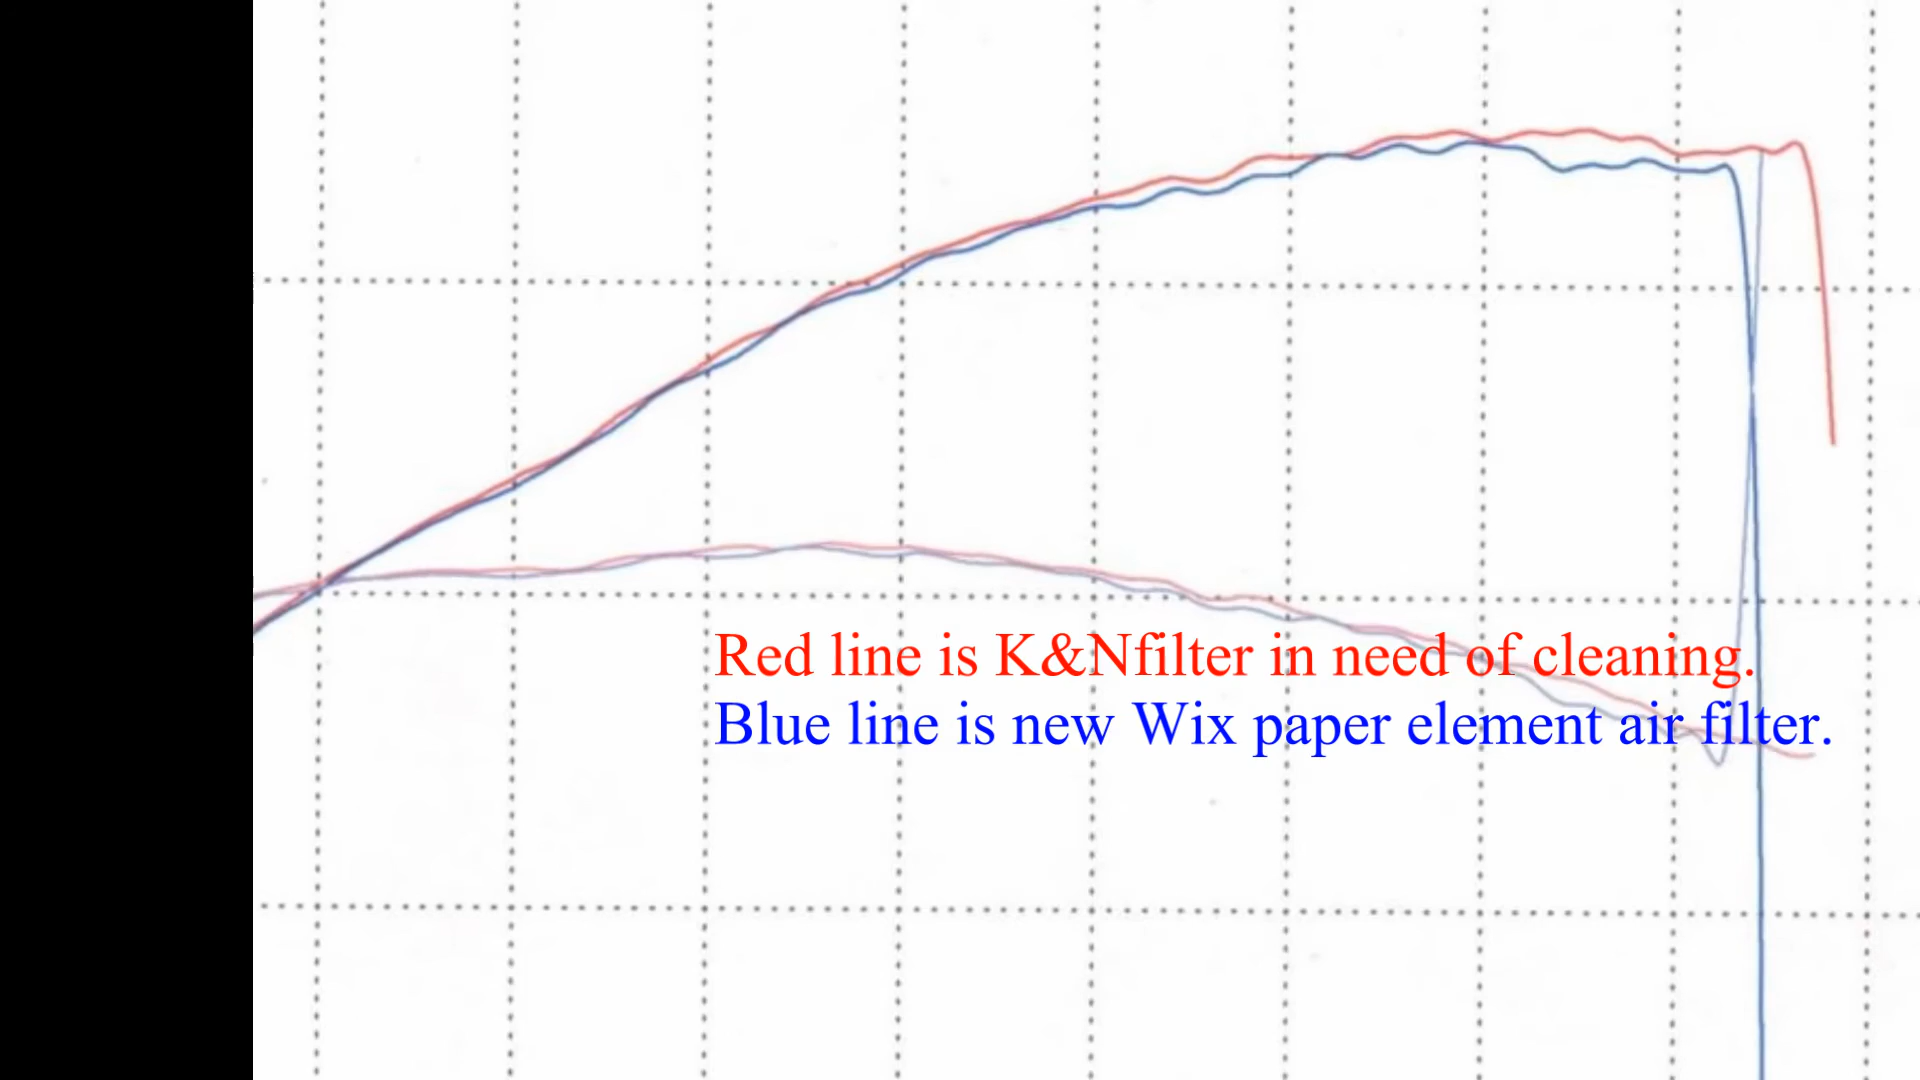 Red line is K&Nfilter in need of cleaning.
Blue line is new Wix paper element air filter.